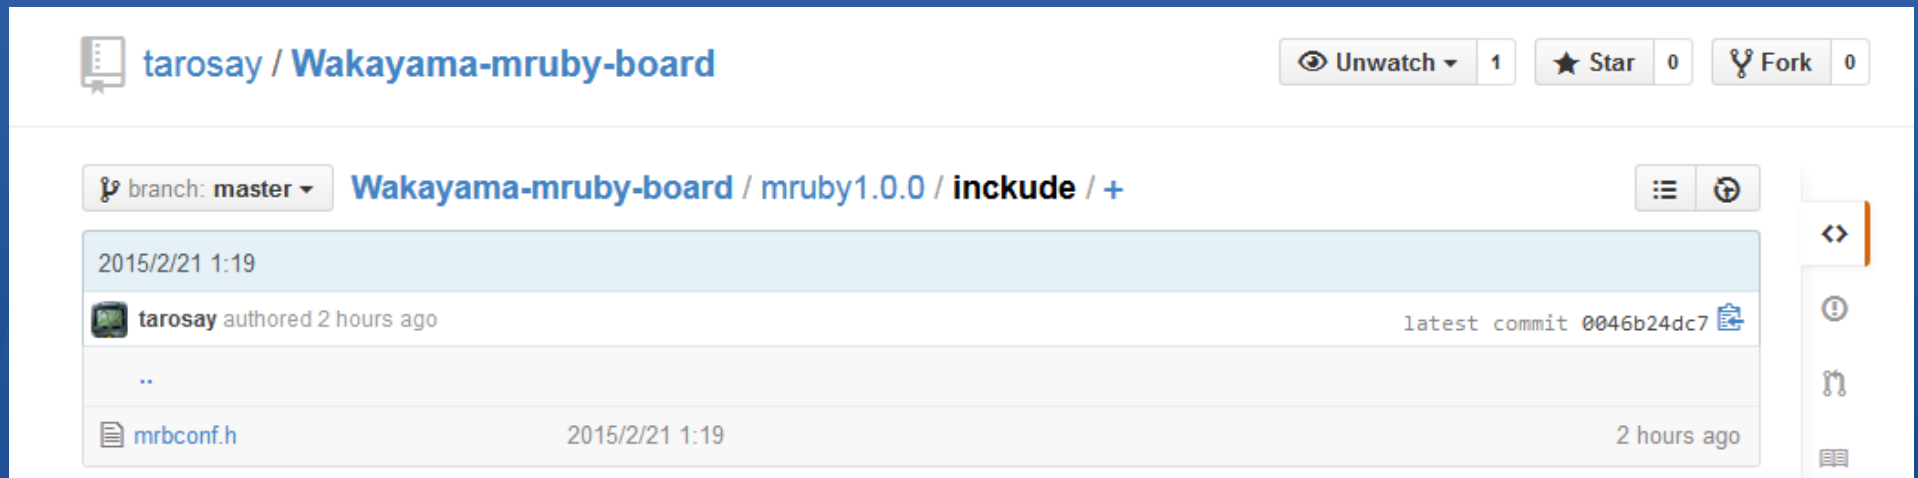 tarosay / Wakayama-mruby-board
Unwatch 1 Star 0 Fork 0
branch: master Wakayama-mruby-board / mruby1.0.0 / inckude / +
2015/2/21 1:19
tarosay authored 2 hours ago latest commit 0046b24dc7
..
mrbconf.h 2015/2/21 1:19 2 hours ago